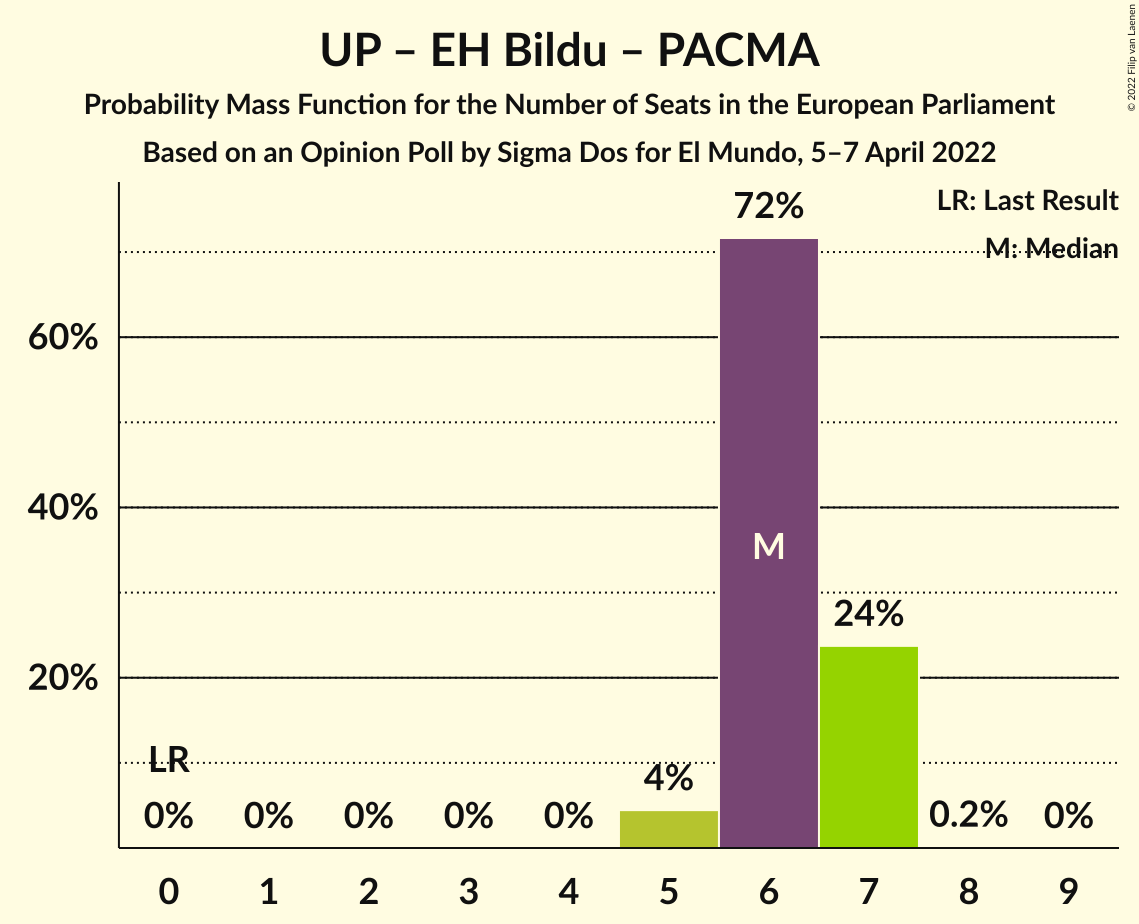 UP – EH Bildu – PACMA
Probability Mass Function for the Number of Seats in the European Parliament
Based on an Opinion Poll by Sigma Dos for El Mundo, 5–7 April 2022
© 2022 Filip van Laenen
LR: Last Result
M: Median
72%
60%
40%
M
24%
20%
LR
4%
0% 0% 0% 0% 0% 0.2% 0%
0 1 2 3 4 5 6 7 8 9